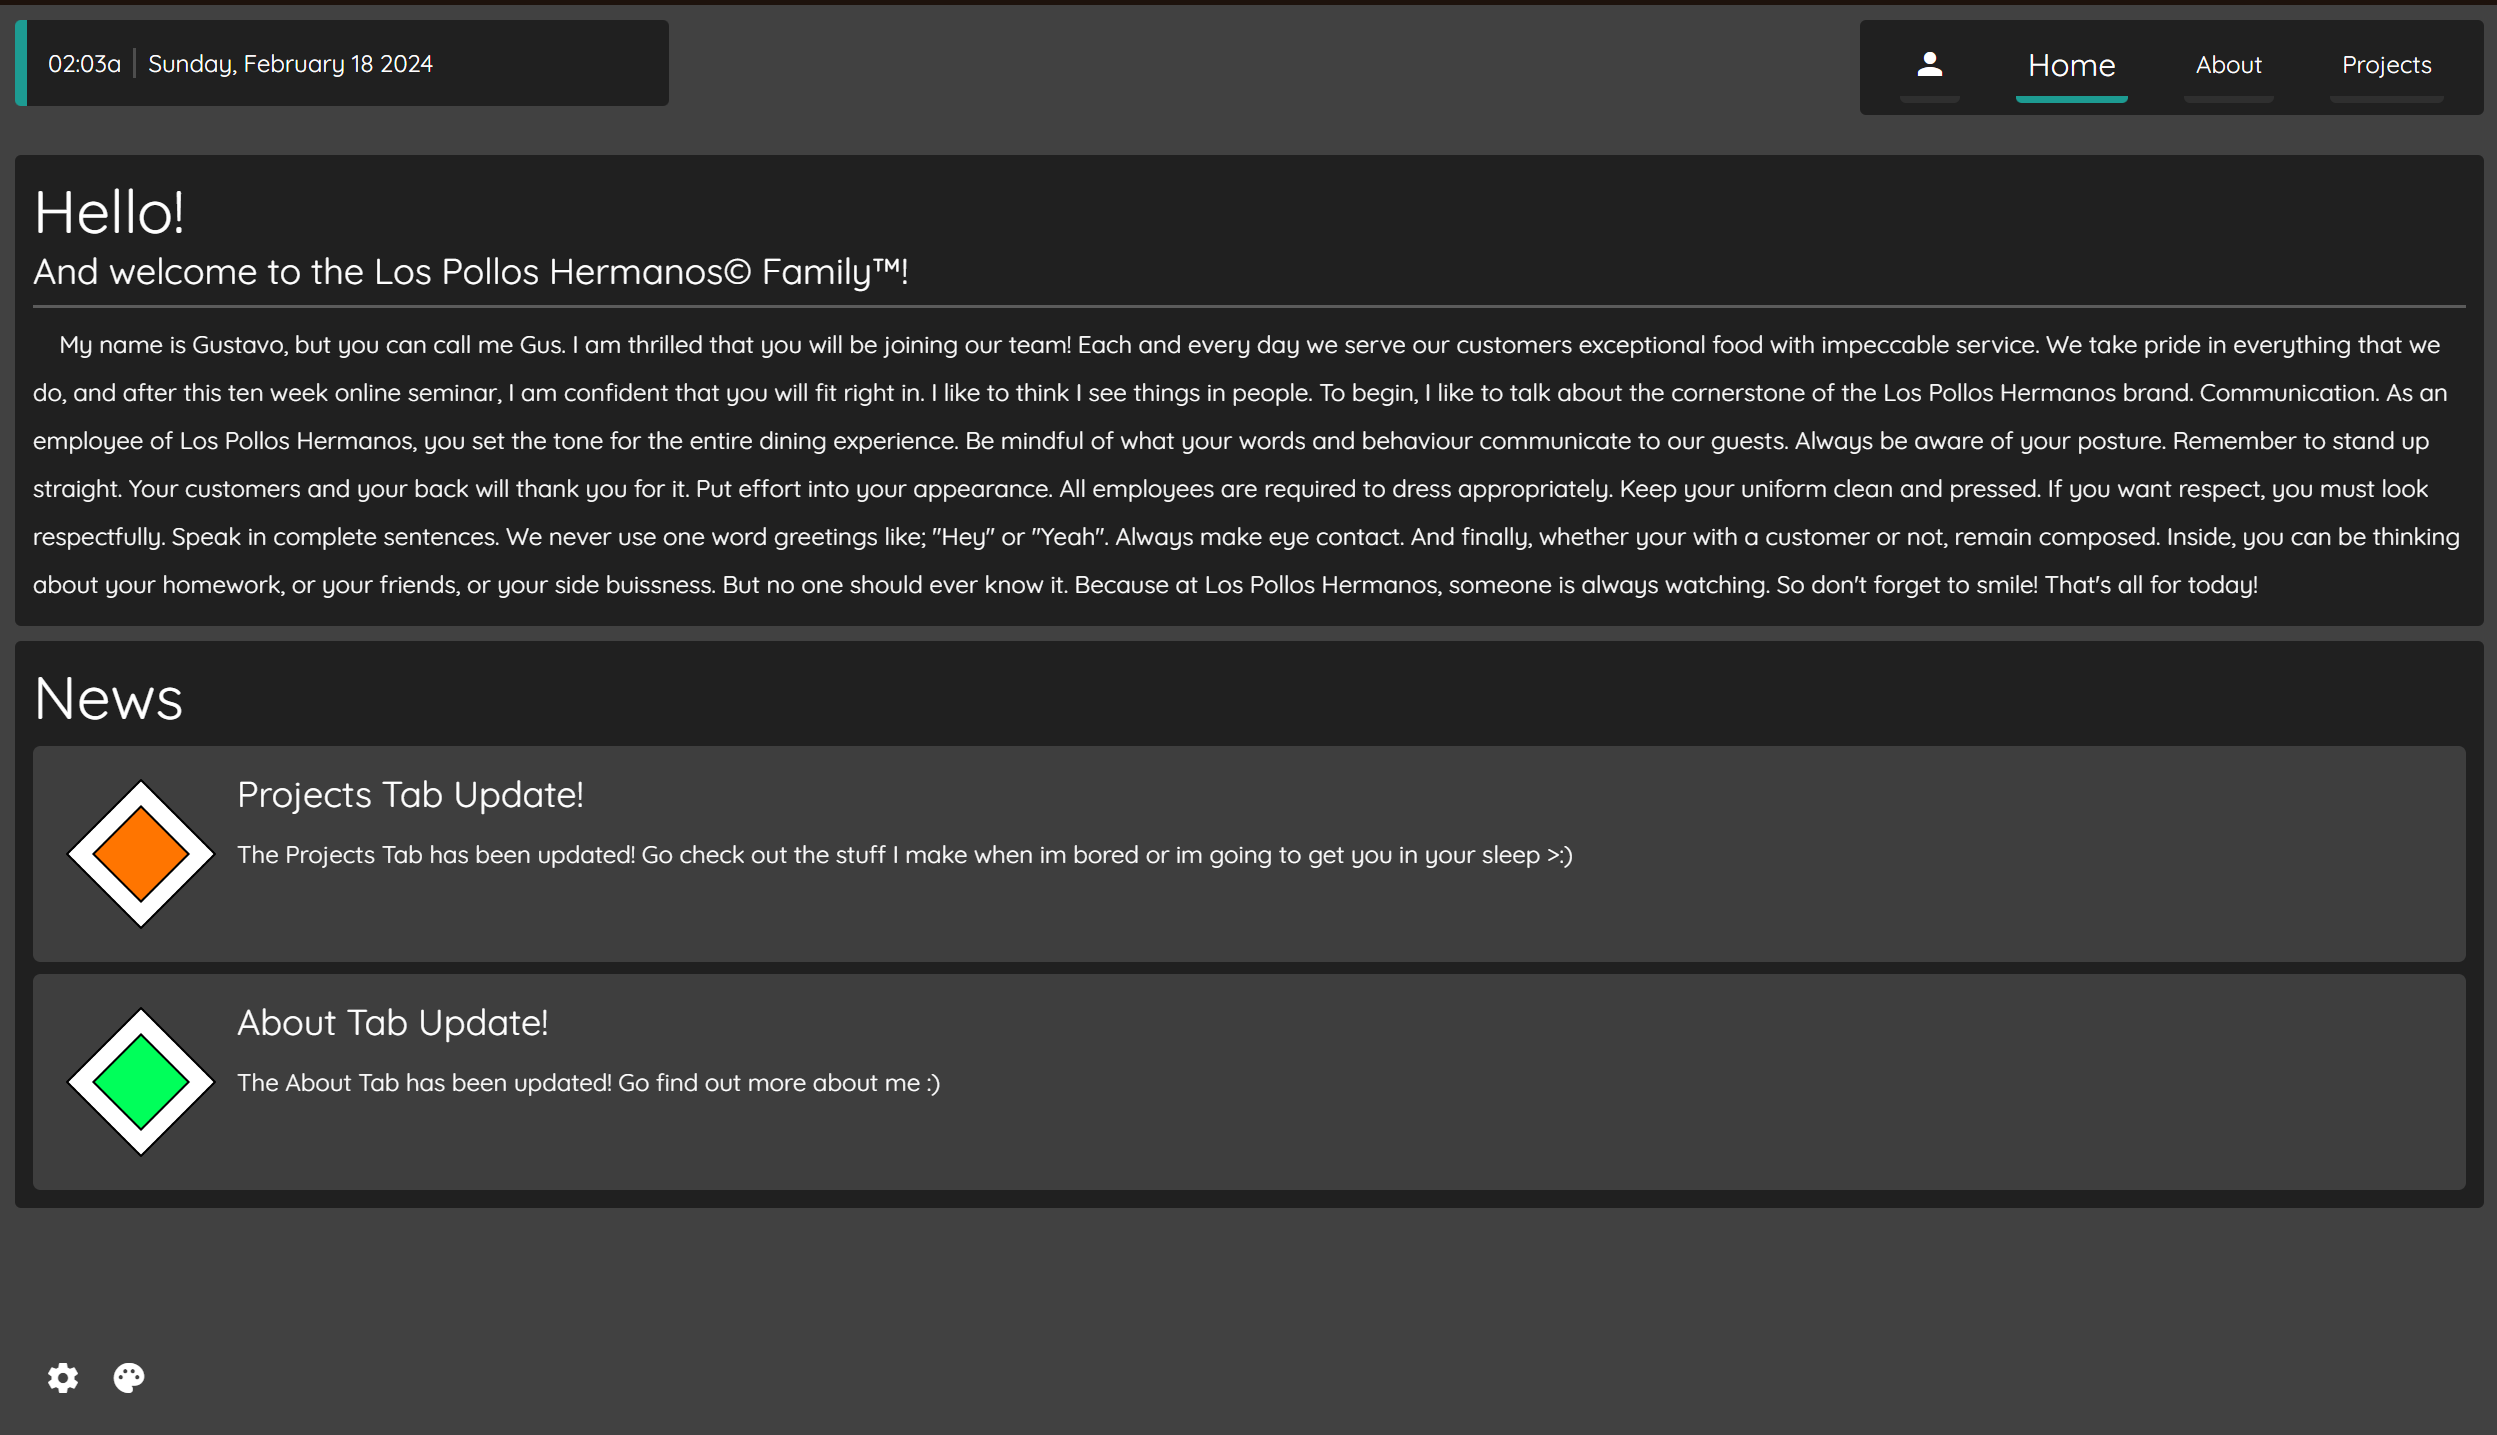 02:03a Sunday, February 18 2024
Home About Projects
Hello!
And welcome to the Los Pollos Hermanos© Family™!
My name is Gustavo, but you can call me Gus. I am thrilled that you will be joining our team! Each and every day we serve our customers exceptional food with impeccable service. We take pride in everything that we
do, and after this ten week online seminar, I am confident that you will fit right in. I like to think I see things in people. To begin, I like to talk about the cornerstone of the Los Pollos Hermanos brand. Communication. As an
employee of Los Pollos Hermanos, you set the tone for the entire dining experience. Be mindful of what your words and behaviour communicate to our guests. Always be aware of your posture. Remember to stand up
straight. Your customers and your back will thank you for it. Put effort into your appearance. All employees are required to dress appropriately. Keep your uniform clean and pressed. If you want respect, you must look
respectfully. Speak in complete sentences. We never use one word greetings like; "Hey" or "Yeah". Always make eye contact. And finally, whether your with a customer or not, remain composed. Inside, you can be thinking
about your homework, or your friends, or your side buissness. But no one should ever know it. Because at Los Pollos Hermanos, someone is always watching. So don't forget to smile! That's all for today!
News
Projects Tab Update!
The Projects Tab has been updated! Go check out the stuff I make when im bored or im going to get you in your sleep >:)
About Tab Update!
The About Tab has been updated! Go find out more about me :)